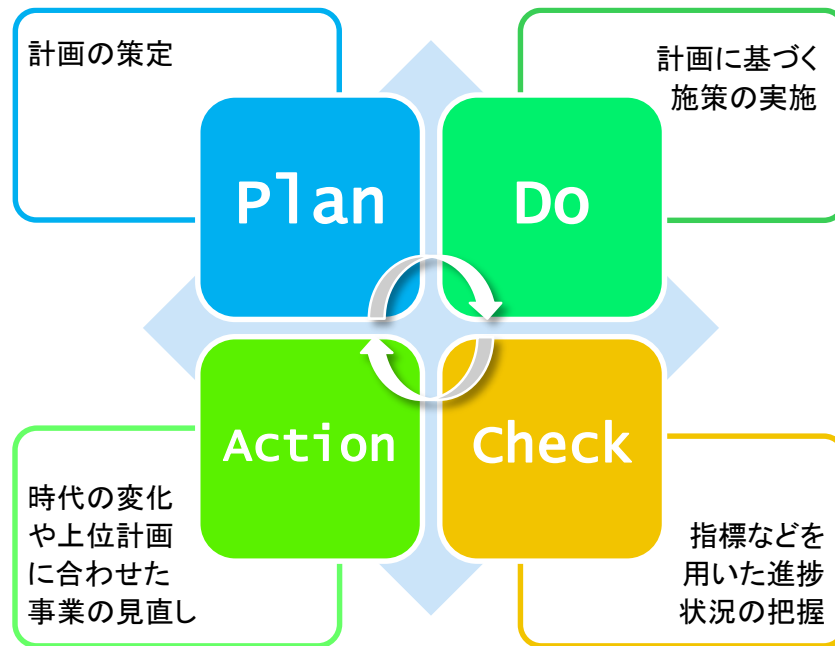 計画の策定
Plan
計画に基づく
施策の実施
Do
Action
時代の変化
や上位計画
に合わせた
事業の見直し
Check
指標などを
用いた進捗
状況の把握